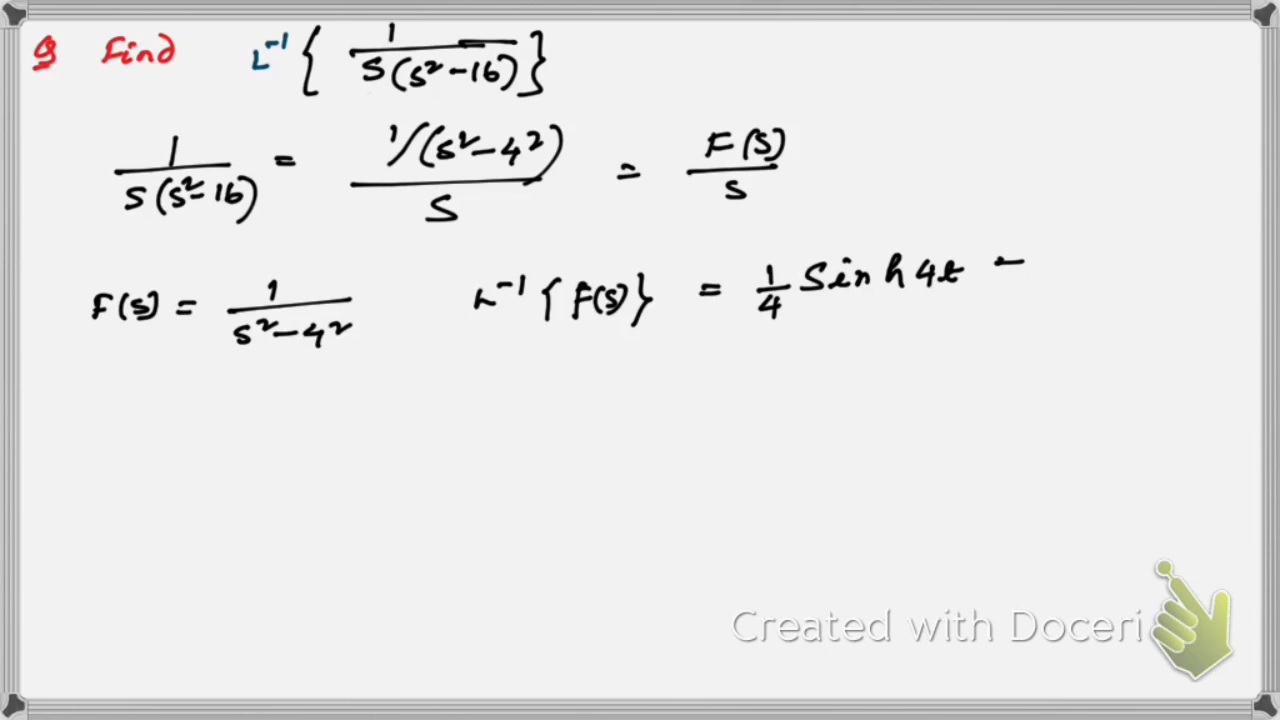 Q Find L⁻¹ { 1 / S(S² - 16) }
1 / S(S² - 16) = 1/(S² - 4²) / S = F(S) / S
F(S) = 1 / S² - 4² L⁻¹ { F(S) } = 1/4 Sinh 4t -
Created with Doceri